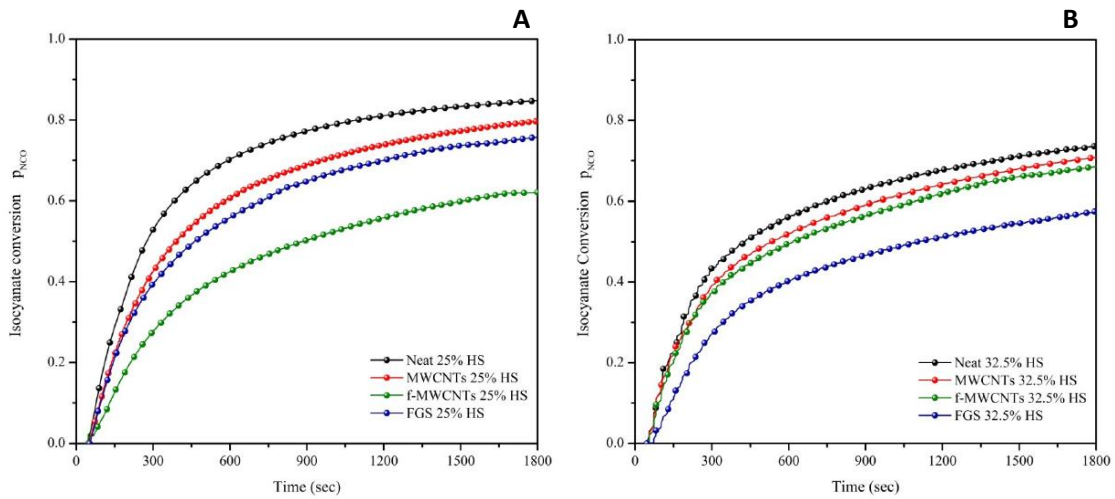 A
Isocyanate conversion p_NCO
1.0
0.8
0.6
0.4
0.2
0.0
Neat 25% HS
MWCNTs 25% HS
f-MWCNTs 25% HS
FGS 25% HS
0 300 600 900 1200 1500 1800
Time (sec)
B
Isocyanate Conversion p_NCO
1.0
0.8
0.6
0.4
0.2
0.0
Neat 32.5% HS
MWCNTs 32.5% HS
f-MWCNTs 32.5% HS
FGS 32.5% HS
0 300 600 900 1200 1500 1800
Time (sec)